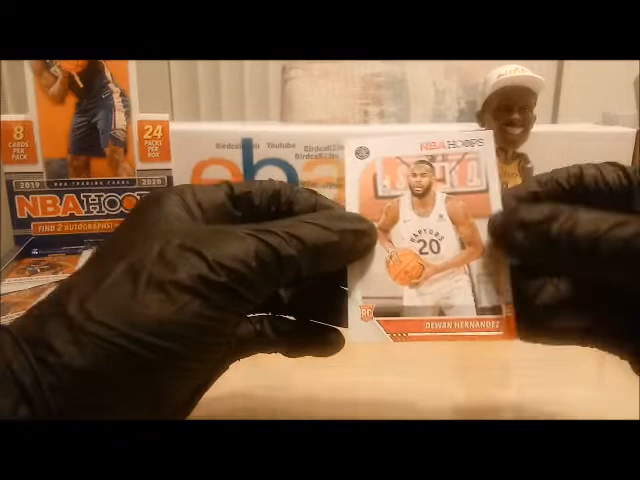 8
CARDS
PER
PACK
24
PACKS
PER
BOX
2019 NBA TRADING CARDS 2020
NBA HOOPS
FIND 2 AUTOGRAPHS
Youtube
eb
NBA HOOPS
RAPTORS
20
RC
DEWAN HERNANDEZ